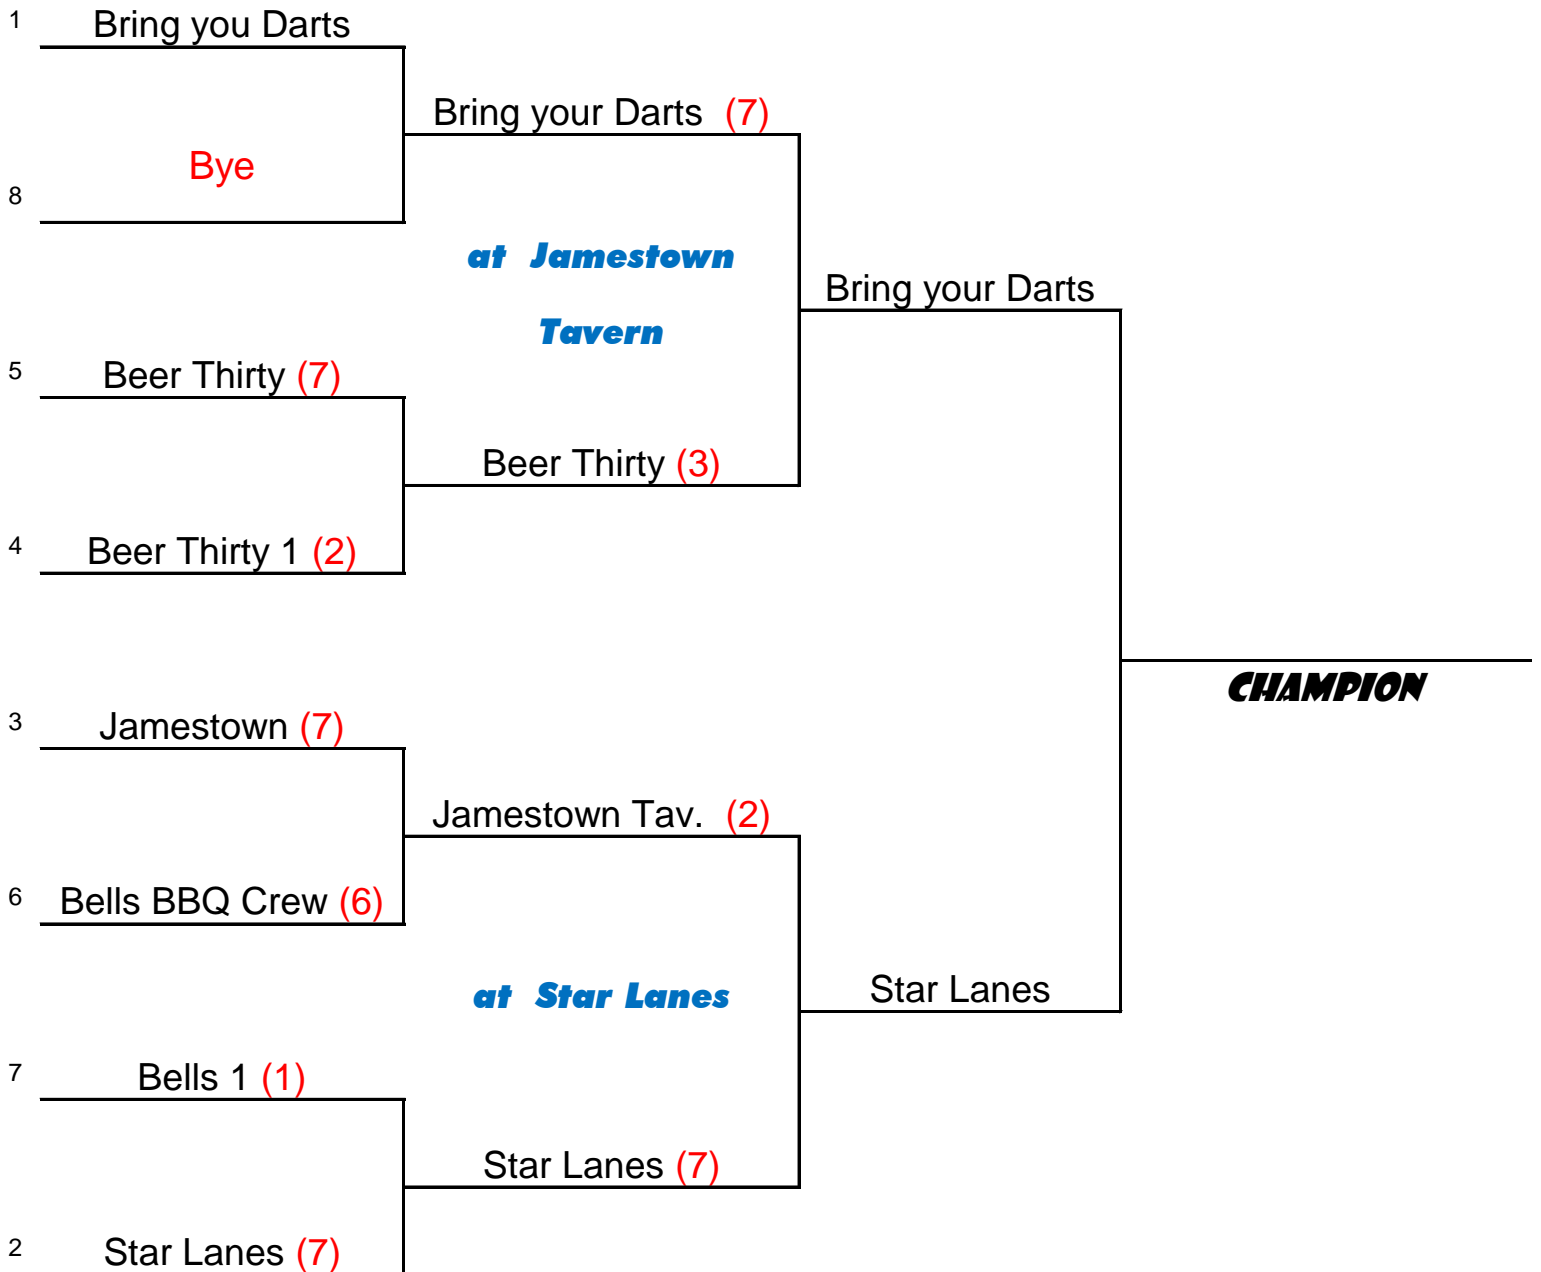 1 Bring you Darts
Bring your Darts (7)
Bye
8
at Jamestown
Tavern
Bring your Darts
5 Beer Thirty (7)
Beer Thirty (3)
4 Beer Thirty 1 (2)
CHAMPION
3 Jamestown (7)
Jamestown Tav. (2)
6 Bells BBQ Crew (6)
at Star Lanes
Star Lanes
7 Bells 1 (1)
Star Lanes (7)
2 Star Lanes (7)